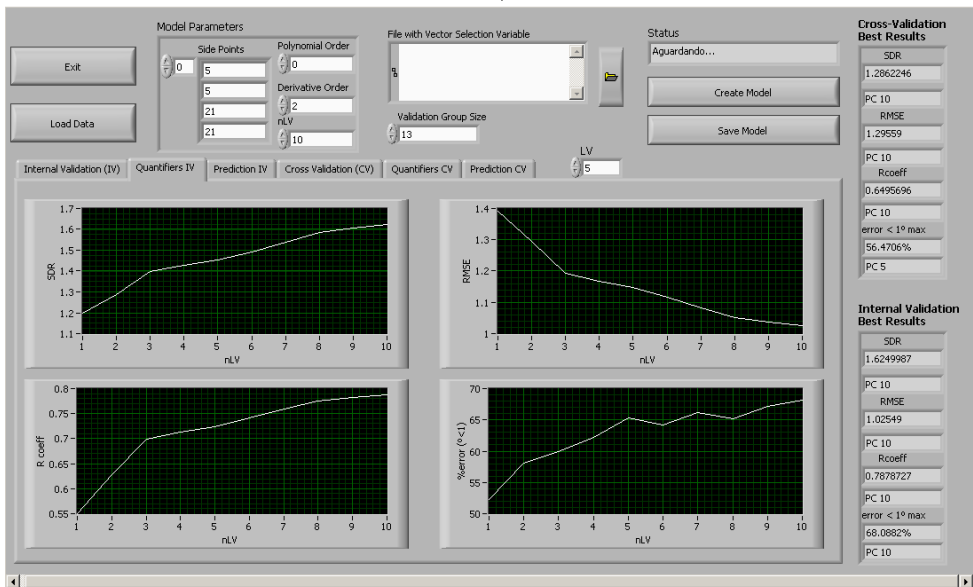 Exit
Load Data
Model Parameters
Side Points
0
5
5
21
21
Polynomial Order
0
Derivative Order
2
nLV
10
File with Vector Selection Variable
Validation Group Size
13
Status
Aguardando...
Create Model
Save Model
LV
5
Internal Validation (IV)
Quantifiers IV
Prediction IV
Cross Validation (CV)
Quantifiers CV
Prediction CV
SDR
1.7
1.6
1.5
1.4
1.3
1.2
1.1
1 2 3 4 5 6 7 8 9 10
nLV
RMSE
1.4
1.3
1.2
1.1
1
1 2 3 4 5 6 7 8 9 10
nLV
R coeff
0.8
0.75
0.7
0.65
0.6
0.55
1 2 3 4 5 6 7 8 9 10
nLV
%error (º<1)
70
65
60
55
50
1 2 3 4 5 6 7 8 9 10
nLV
Cross-Validation
Best Results
SDR
1.2862246
PC 10
RMSE
1.29559
PC 10
Rcoeff
0.6495696
PC 10
error < 1º max
56.4706%
PC 5
Internal Validation
Best Results
SDR
1.6249987
PC 10
RMSE
1.02549
PC 10
Rcoeff
0.7878727
PC 10
error < 1º max
68.0882%
PC 10